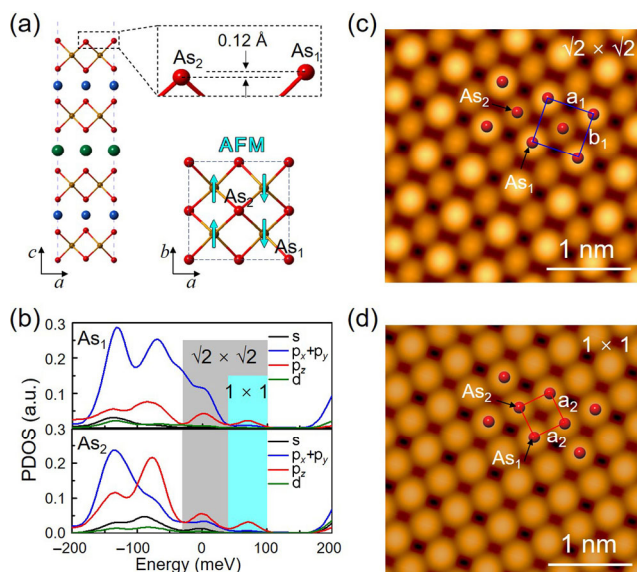 (a)
0.12 Å
As2
As1
AFM
As2
As1
c
a
b
a
(b)
0.3
As1
√2 × √2
s
px+py
pz
d
1 × 1
0.2
0.1
0.3
PDOS (a.u.)
As2
s
px+py
pz
d
0.2
0.1
0.0
−200
−100
0
100
200
Energy (meV)
(c)
√2 × √2
As2
a1
b1
As1
1 nm
(d)
1 × 1
As2
a2
a2
As1
1 nm